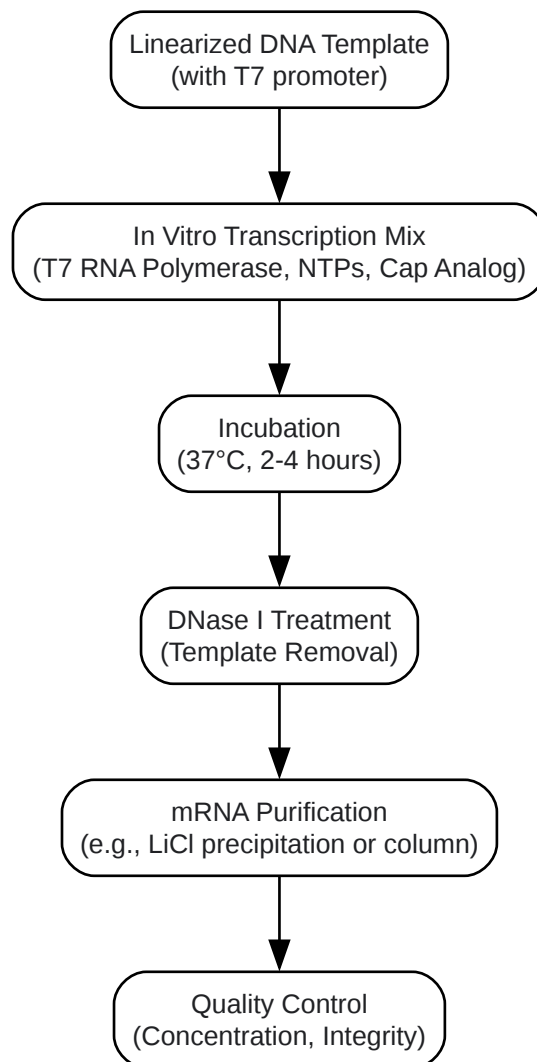 Linearized DNA Template
(with T7 promoter)
In Vitro Transcription Mix
(T7 RNA Polymerase, NTPs, Cap Analog)
Incubation
(37°C, 2-4 hours)
DNase I Treatment
(Template Removal)
mRNA Purification
(e.g., LiCl precipitation or column)
Quality Control
(Concentration, Integrity)